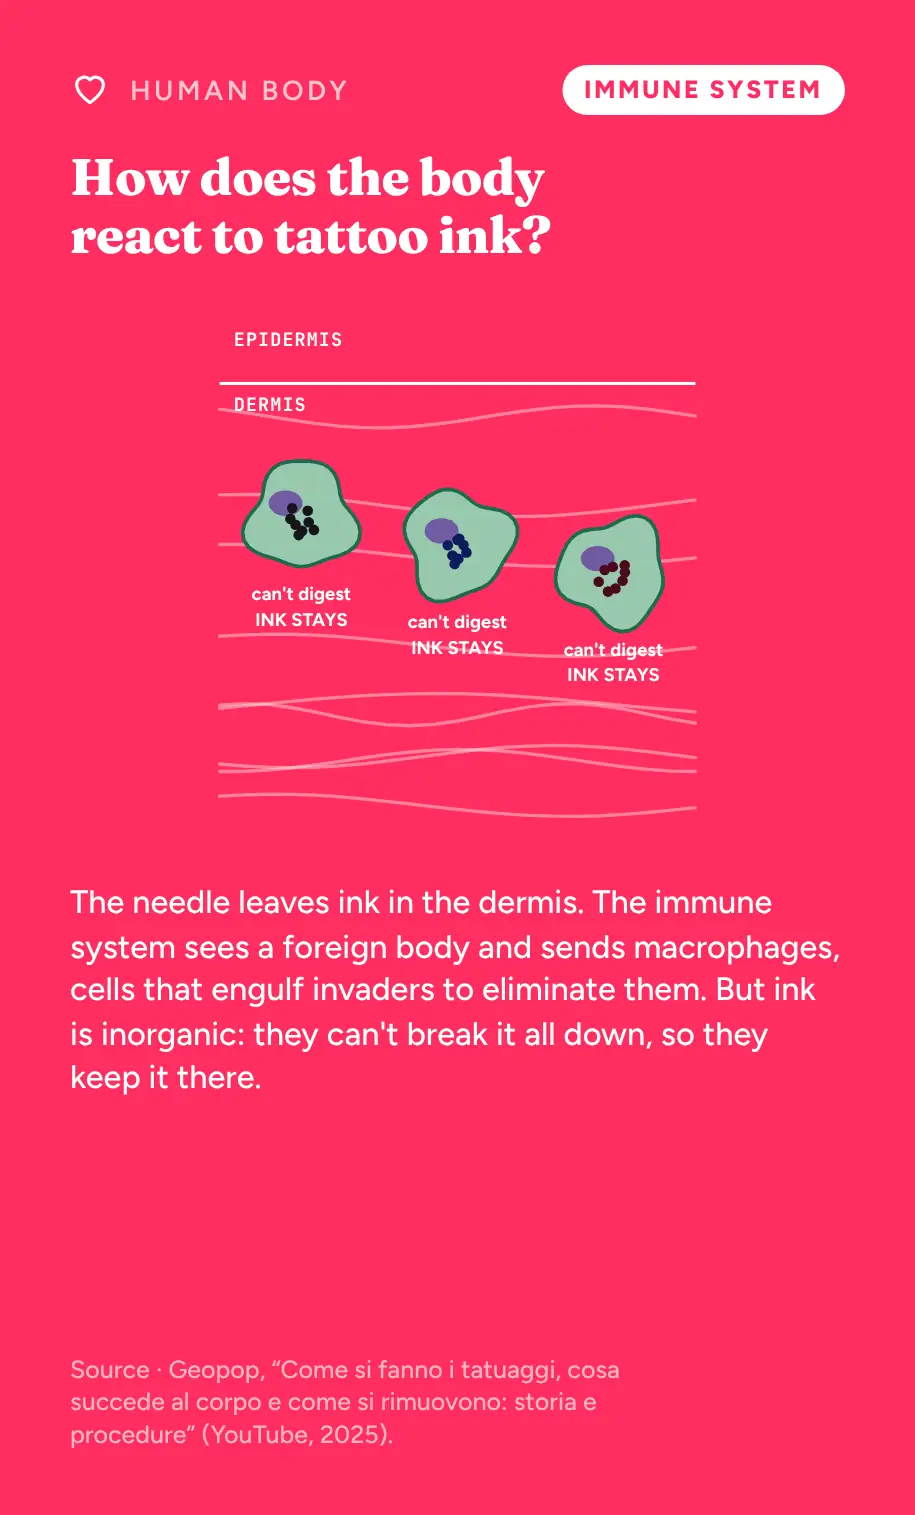 HUMAN BODY
IMMUNE SYSTEM
How does the body
react to tattoo ink?
EPIDERMIS
DERMIS
can't digest
INK STAYS
can't digest
INK STAYS
can't digest
INK STAYS
The needle leaves ink in the dermis. The immune
system sees a foreign body and sends macrophages,
cells that engulf invaders to eliminate them. But ink
is inorganic: they can't break it all down, so they
keep it there.
Source · Geopop, “Come si fanno i tatuaggi, cosa
succede al corpo e come si rimuovono: storia e
procedure” (YouTube, 2025).